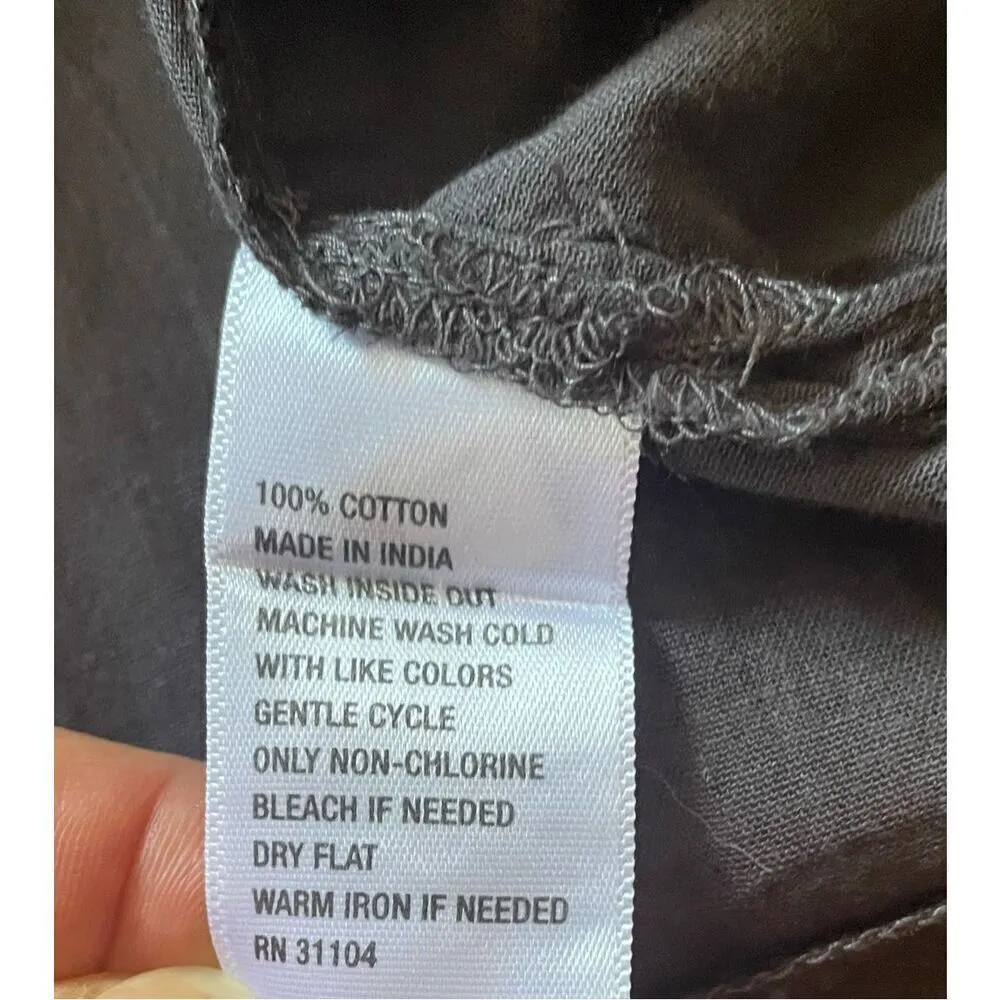 100% COTTON
MADE IN INDIA
WASH INSIDE OUT
MACHINE WASH COLD
WITH LIKE COLORS
GENTLE CYCLE
ONLY NON-CHLORINE
BLEACH IF NEEDED
DRY FLAT
WARM IRON IF NEEDED
RN 31104